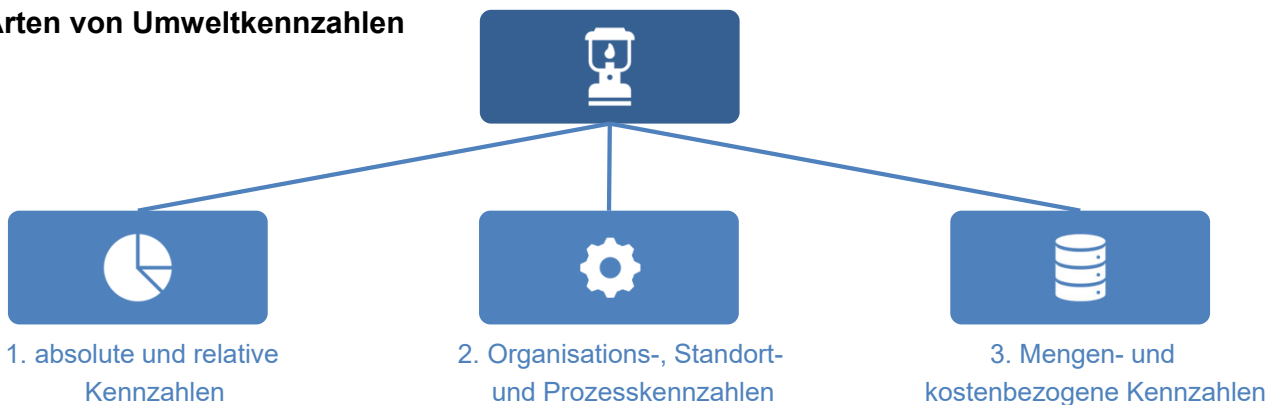 Arten von Umweltkennzahlen
1. absolute und relative
Kennzahlen
2. Organisations-, Standort-
und Prozesskennzahlen
3. Mengen- und
kostenbezogene Kennzahlen